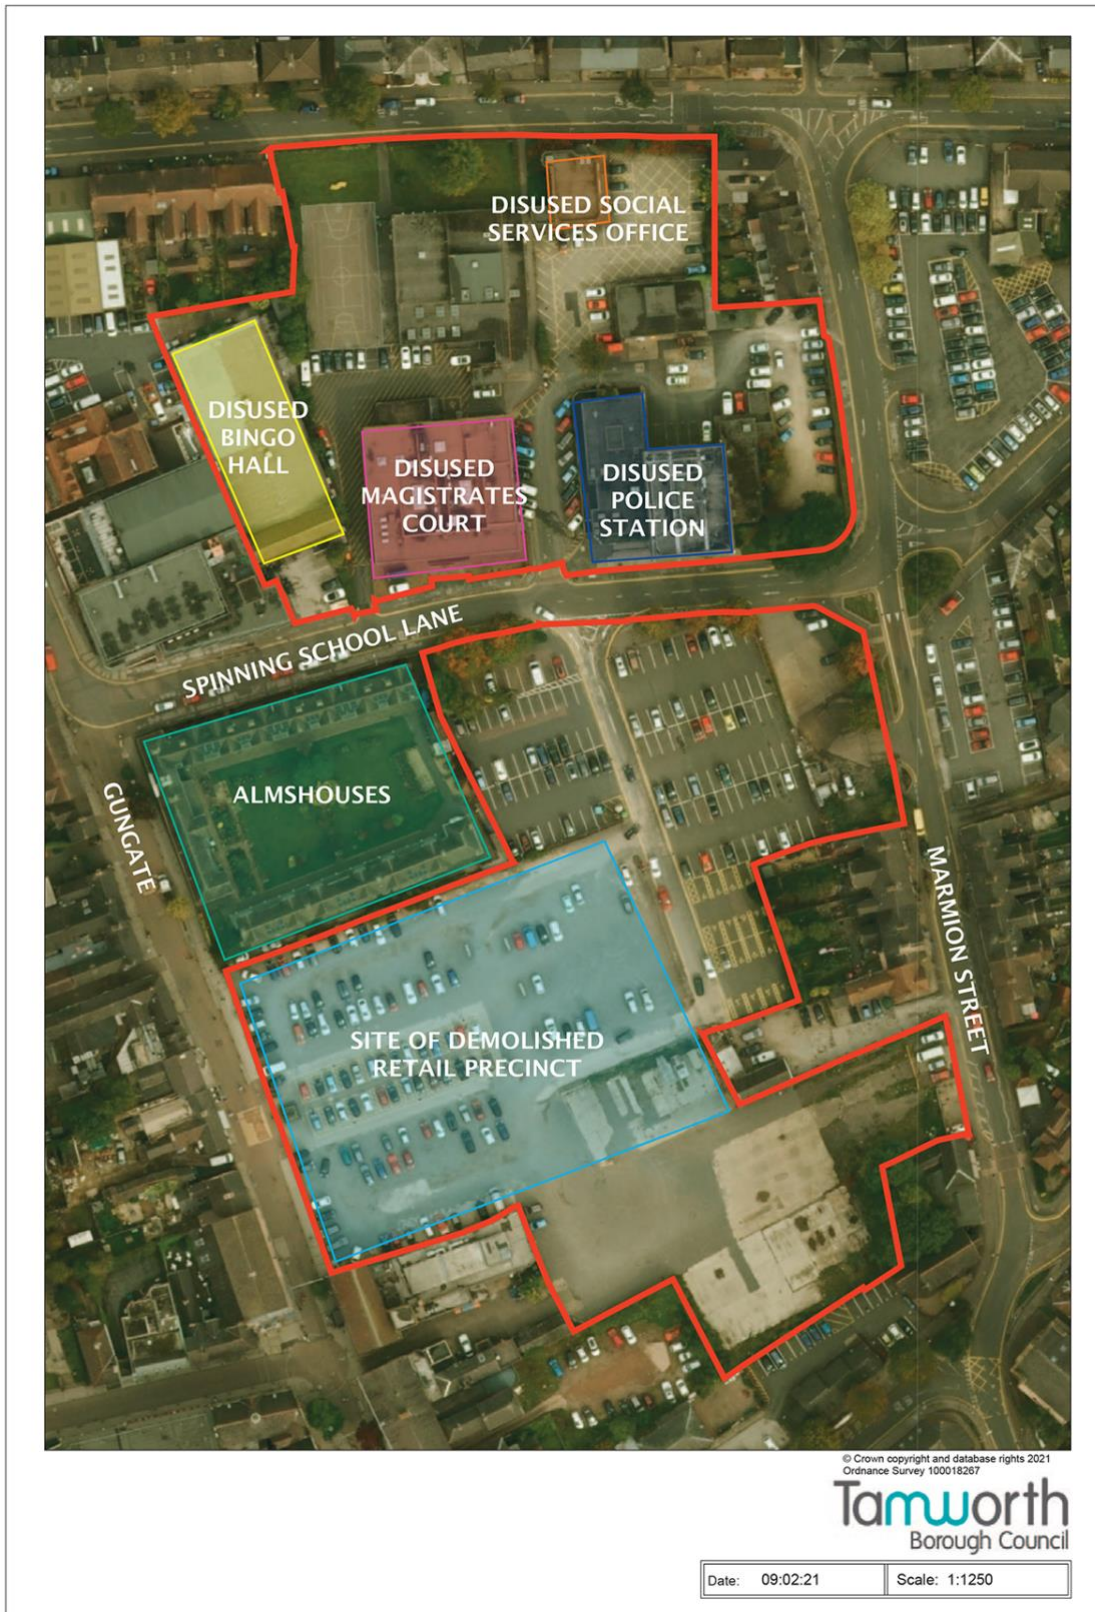 DISUSED SOCIAL
SERVICES OFFICE
DISUSED
BINGO
HALL
DISUSED
MAGISTRATES
COURT
DISUSED
POLICE
STATION
SPINNING SCHOOL LANE
ALMSHOUSES
GUNGATE
MARMION STREET
SITE OF DEMOLISHED
RETAIL PRECINCT
© Crown copyright and database rights 2021
Ordnance Survey 100018267
Tamworth
Borough Council
Date: 09:02:21
Scale: 1:1250